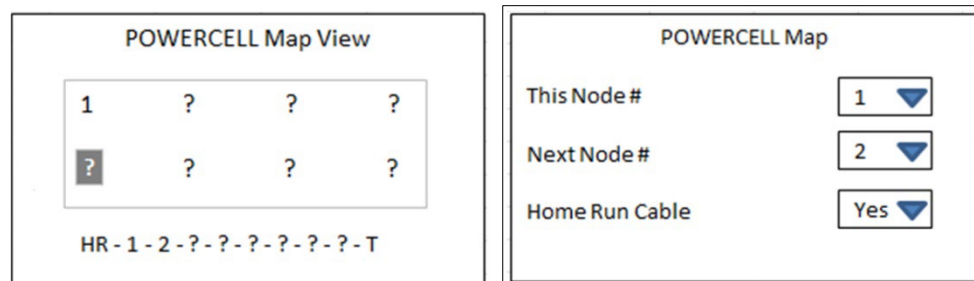 POWERCELL Map View
1 ? ? ?
? ? ? ?
HR - 1 - 2 - ? - ? - ? - ? - ? - ? - T
POWERCELL Map
This Node # 1
Next Node # 2
Home Run Cable Yes